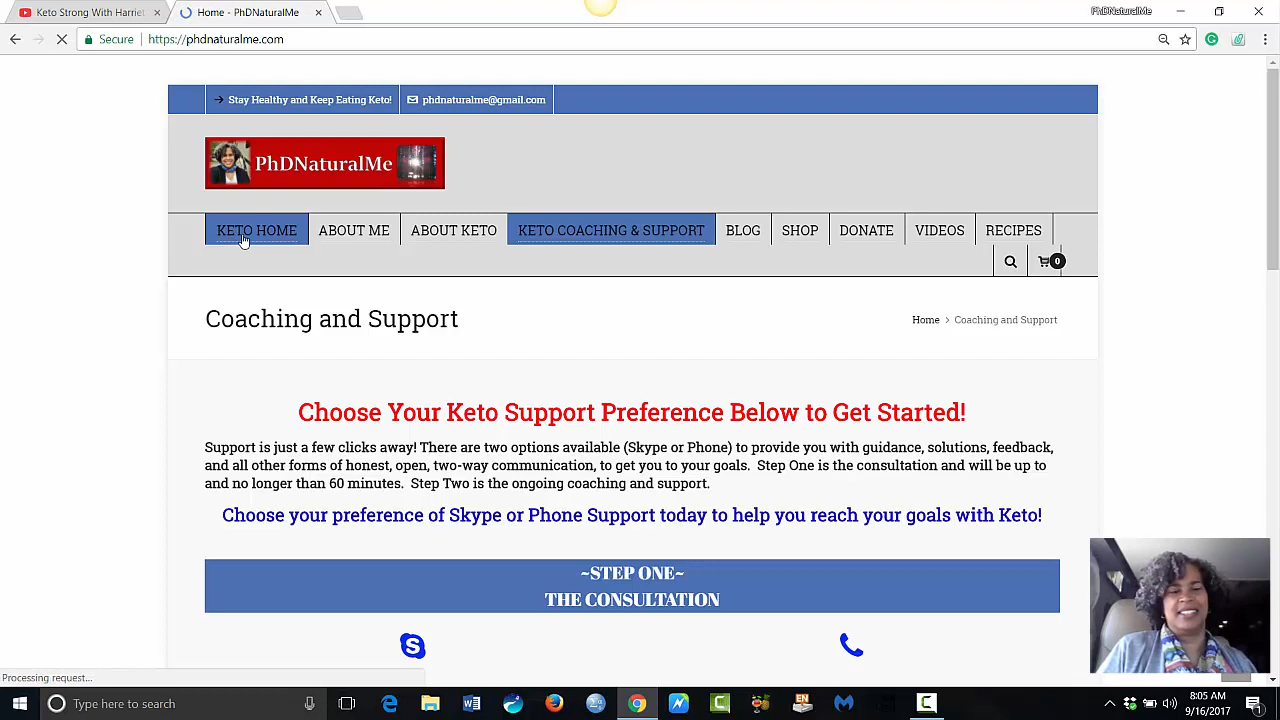 Keto Strong With Harriet
Home - PhDNaturalMe
PhDNaturalMe
Secure
https://phdnaturalme.com
Stay Healthy and Keep Eating Keto!
phdnaturalme@gmail.com
PhDNaturalMe
KETO HOME
ABOUT ME
ABOUT KETO
KETO COACHING & SUPPORT
BLOG
SHOP
DONATE
VIDEOS
RECIPES
0
Coaching and Support
Home > Coaching and Support
Choose Your Keto Support Preference Below to Get Started!
Support is just a few clicks away! There are two options available (Skype or Phone) to provide you with guidance, solutions, feedback,
and all other forms of honest, open, two-way communication, to get you to your goals. Step One is the consultation and will be up to
and no longer than 60 minutes. Step Two is the ongoing coaching and support.
Choose your preference of Skype or Phone Support today to help you reach your goals with Keto!
~STEP ONE~
THE CONSULTATION
Processing request...
Type here to search
8:05 AM
9/16/2017